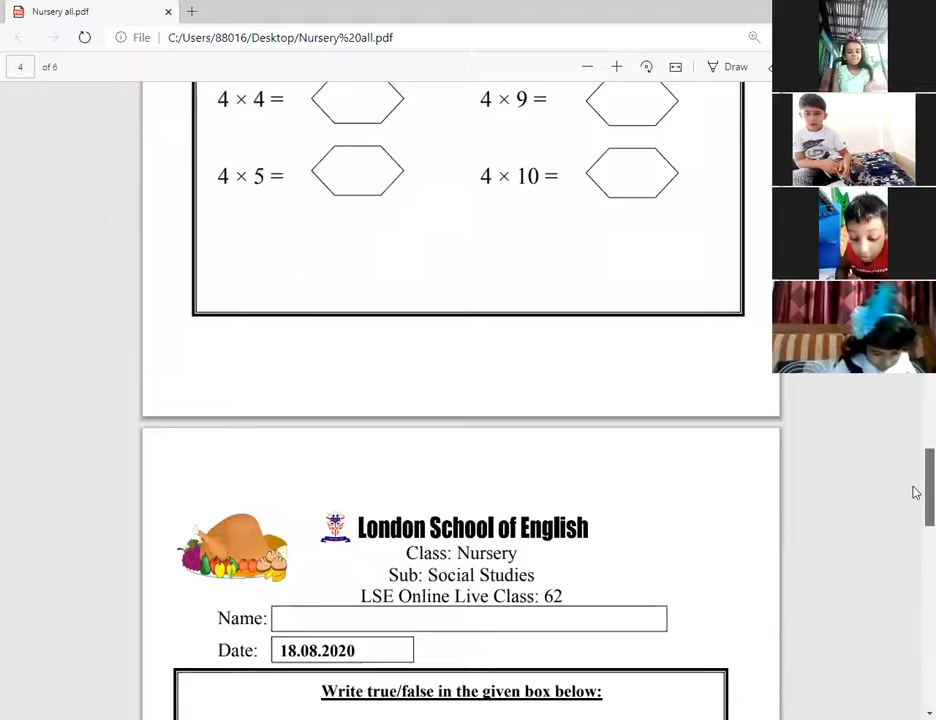 Nursery all.pdf
File C:/Users/88016/Desktop/Nursery%20all.pdf
4 of 6
Draw
4 × 4 = 4 × 9 =
4 × 5 = 4 × 10 =
London School of English
Class: Nursery
Sub: Social Studies
LSE Online Live Class: 62
Name:
Date: 18.08.2020
Write true/false in the given box below: